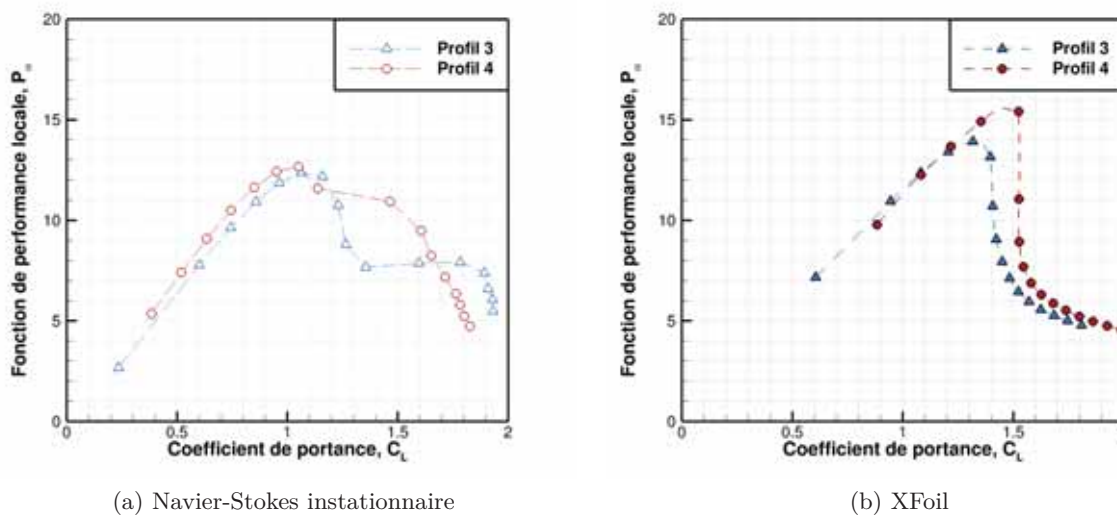 20
15
10
5
0
Fonction de performance locale, P
Profil 3
Profil 4
0 0.5 1 1.5 2
Coefficient de portance, C_L
(a) Navier-Stokes instationnaire
20
15
10
5
0
Fonction de performance locale, P
Profil 3
Profil 4
0 0.5 1 1.5
Coefficient de portance, C_L
(b) XFoil